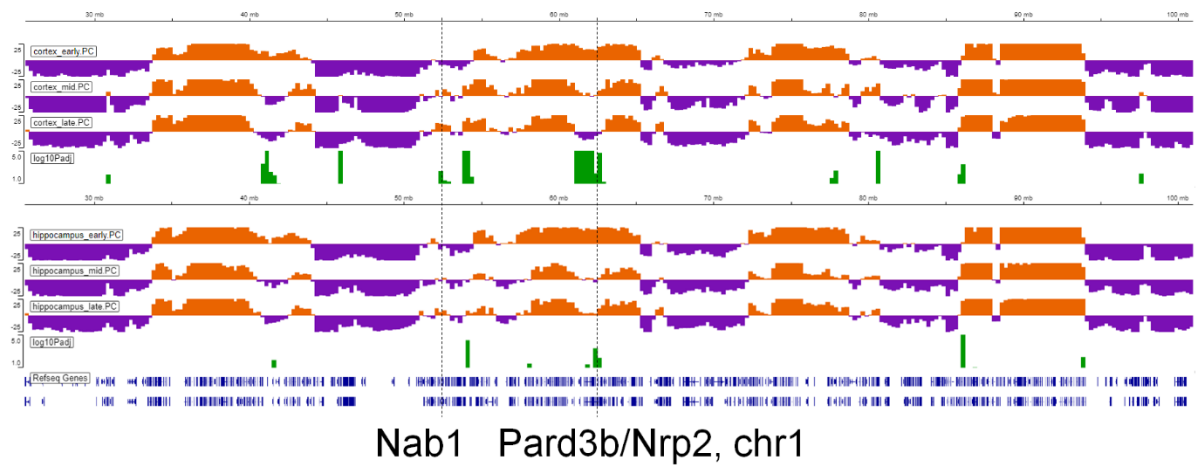 30 mb 40 mb 50 mb 60 mb 70 mb 80 mb 90 mb 100 mb
25
cortex_early.PC
-25
25
cortex_mid.PC
-25
25
cortex_late.PC
-25
5.0
log10Padj
1.0
30 mb 40 mb 50 mb 60 mb 70 mb 80 mb 90 mb 100 mb
25
hippocampus_early.PC
-25
25
hippocampus_mid.PC
-25
25
hippocampus_late.PC
-25
5.0
log10Padj
1.0
Refseq Genes
Nab1 Pard3b/Nrp2, chr1